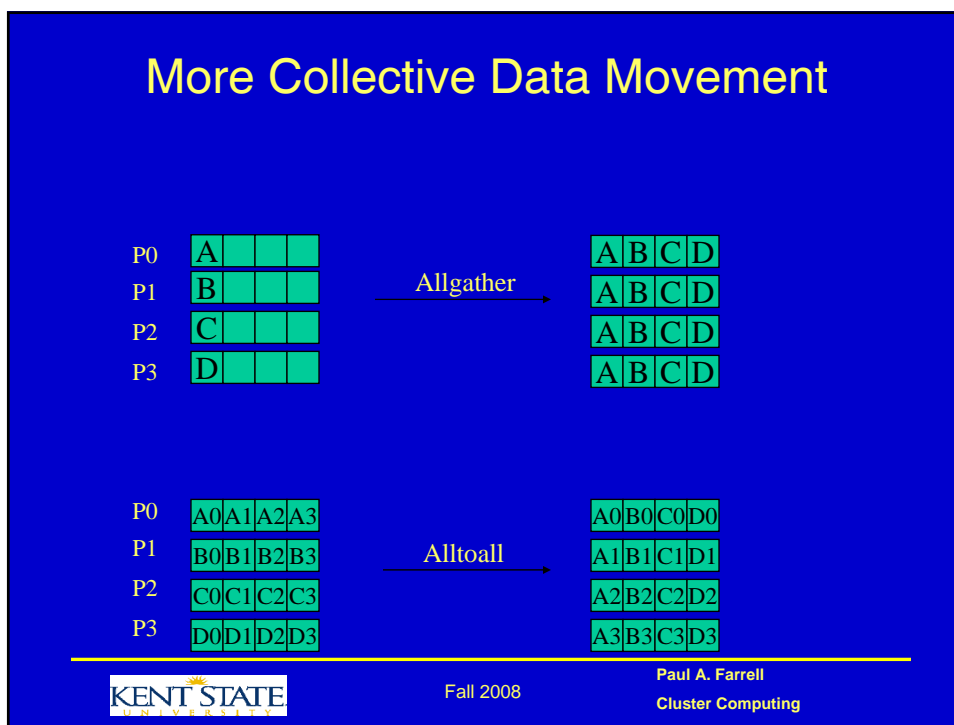 More Collective Data Movement
P0 A A B C D
P1 B Allgather A B C D
P2 C A B C D
P3 D A B C D
P0 A0 A1 A2 A3 A0 B0 C0 D0
P1 B0 B1 B2 B3 Alltoall A1 B1 C1 D1
P2 C0 C1 C2 C3 A2 B2 C2 D2
P3 D0 D1 D2 D3 A3 B3 C3 D3
KENT STATE
UNIVERSITY
Fall 2008
Paul A. Farrell
Cluster Computing